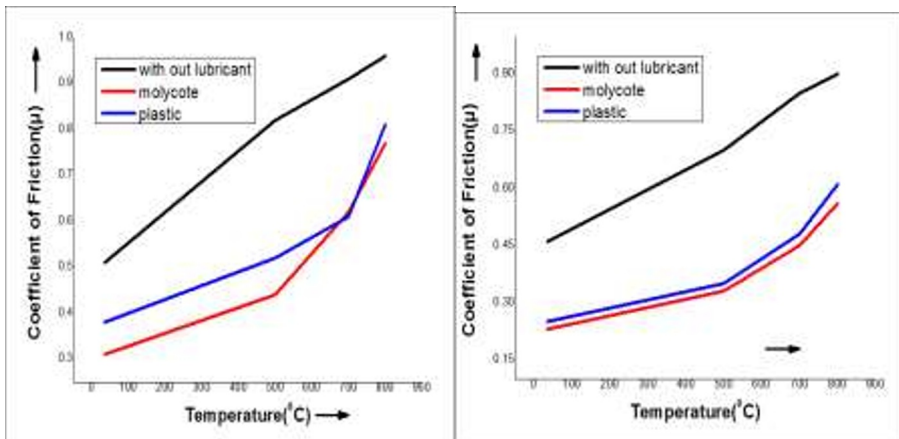 1.0
with out lubricant
0.9
molycote
plastic
0.8
0.7
0.6
0.5
0.4
0.3
0 100 200 300 400 500 600 700 800 900
Coefficient of Friction(µ)
Temperature(⁰C)
0.90
with out lubricant
molycote
plastic
0.75
0.60
0.45
0.30
0.15
0 100 200 300 400 500 600 700 800 900
Coefficient of Friction(µ)
Temperature(⁰C)